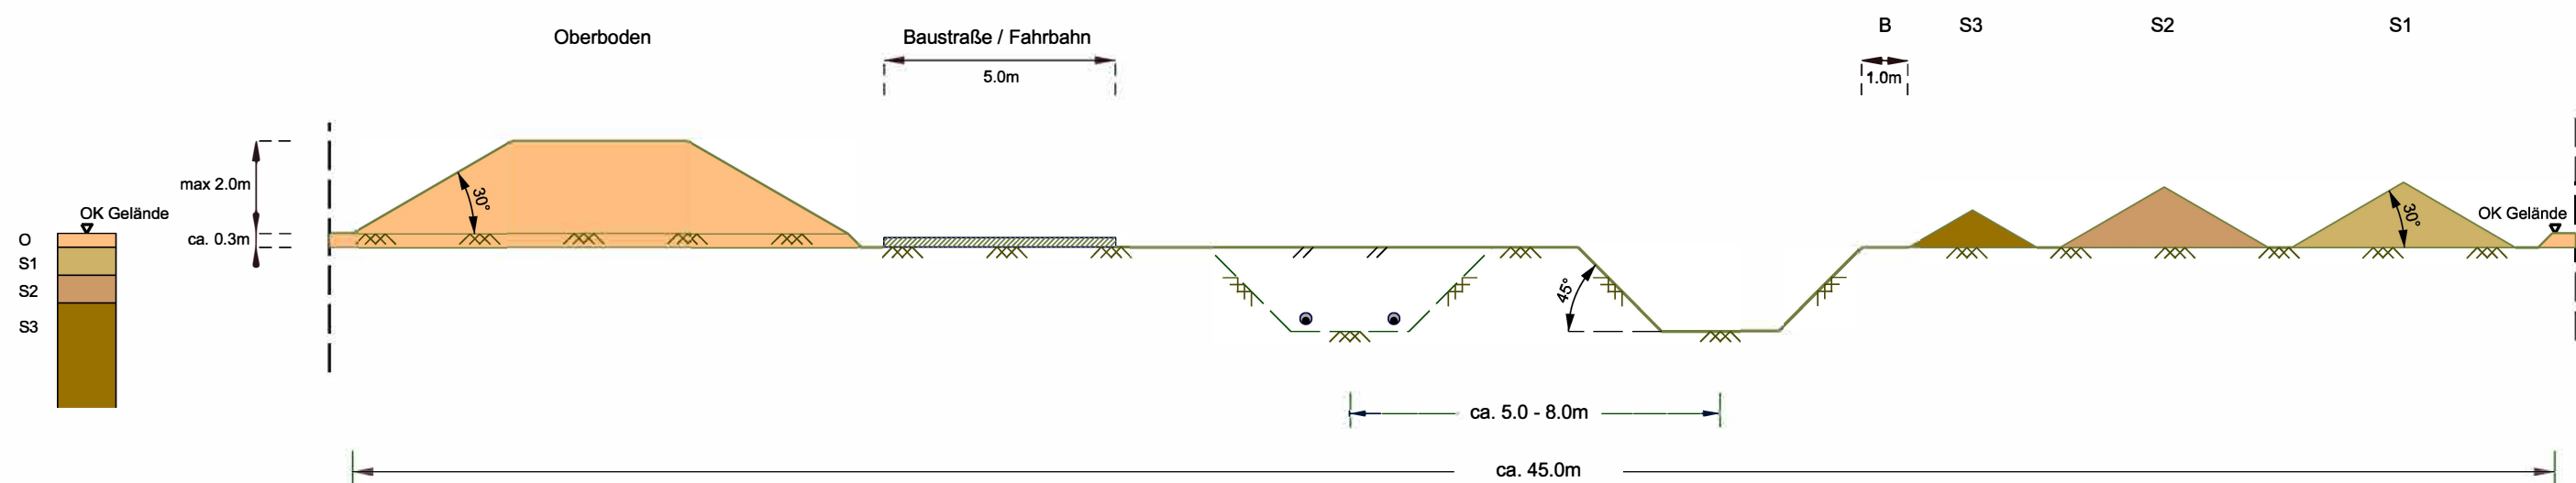 Oberboden
Baustraße / Fahrbahn
B
S3
S2
S1
5.0m
1.0m
max 2.0m
30°
30°
OK Gelände
OK Gelände
O
ca. 0.3m
S1
S2
S3
45°
ca. 5.0 - 8.0m
ca. 45.0m